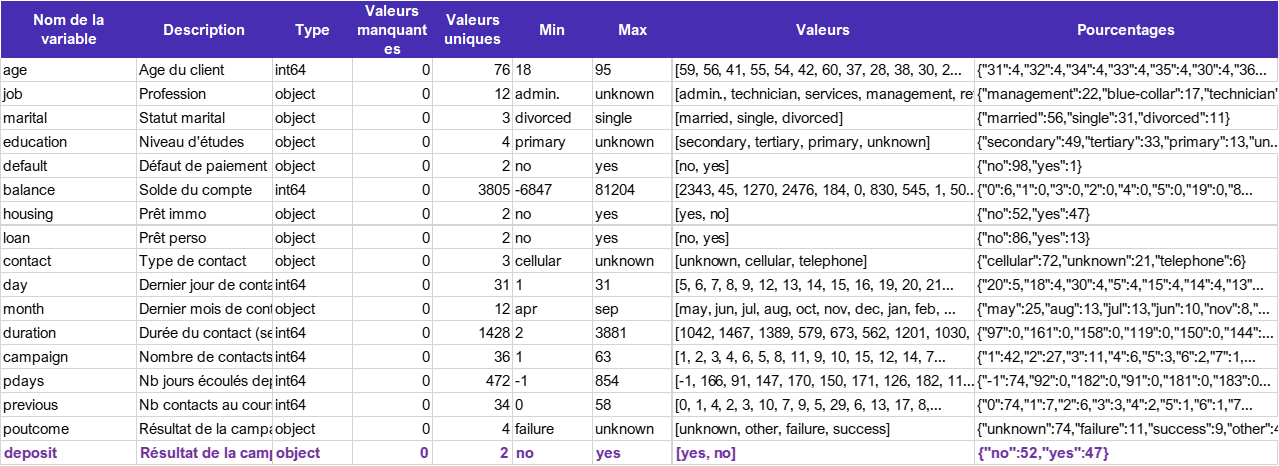 Nom de la variable Description Type Valeurs manquantes Valeurs uniques Min Max Valeurs Pourcentages
age Age du client int64 0 76 18 95 [59, 56, 41, 55, 54, 42, 60, 37, 28, 38, 30, 2... {"31":4,"32":4,"34":4,"33":4,"35":4,"30":4,"36...
job Profession object 0 12 admin. unknown [admin., technician, services, management, re {"management":22,"blue-collar":17,"technician"
marital Statut marital object 0 3 divorced single [married, single, divorced] {"married":56,"single":31,"divorced":11}
education Niveau d'études object 0 4 primary unknown [secondary, tertiary, primary, unknown] {"secondary":49,"tertiary":33,"primary":13,"un...
default Défaut de paiement object 0 2 no yes [no, yes] {"no":98,"yes":1}
balance Solde du compte int64 0 3805 -6847 81204 [2343, 45, 1270, 2476, 184, 0, 830, 545, 1, 50... {"0":6,"1":0,"3":0,"2":0,"4":0,"5":0,"19":0,"8...
housing Prêt immo object 0 2 no yes [yes, no] {"no":52,"yes":47}
loan Prêt perso object 0 2 no yes [no, yes] {"no":86,"yes":13}
contact Type de contact object 0 3 cellular unknown [unknown, cellular, telephone] {"cellular":72,"unknown":21,"telephone":6}
day Dernier jour de conta int64 0 31 1 31 [5, 6, 7, 8, 9, 12, 13, 14, 15, 16, 19, 20, 21... {"20":5,"18":4,"30":4,"5":4,"15":4,"14":4,"13"...
month Dernier mois de con object 0 12 apr sep [may, jun, jul, aug, oct, nov, dec, jan, feb, ... {"may":25,"aug":13,"jul":13,"jun":10,"nov":8,"...
duration Durée du contact (se int64 0 1428 2 3881 [1042, 1467, 1389, 579, 673, 562, 1201, 1030, {"97":0,"161":0,"158":0,"119":0,"150":0,"144":...
campaign Nombre de contacts int64 0 36 1 63 [1, 2, 3, 4, 6, 5, 8, 11, 9, 10, 15, 12, 14, 7... {"1":42,"2":27,"3":11,"4":6,"5":3,"6":2,"7":1,...
pdays Nb jours écoulés dep int64 0 472 -1 854 [-1, 166, 91, 147, 170, 150, 171, 126, 182, 11... {"-1":74,"92":0,"182":0,"91":0,"181":0,"183":0...
previous Nb contacts au cour int64 0 34 0 58 [0, 1, 4, 2, 3, 10, 7, 9, 5, 29, 6, 13, 17, 8,... {"0":74,"1":7,"2":6,"3":3,"4":2,"5":1,"6":1,"7...
poutcome Résultat de la campa object 0 4 failure unknown [unknown, other, failure, success] {"unknown":74,"failure":11,"success":9,"other":4
deposit Résultat de la camp object 0 2 no yes [yes, no] {"no":52,"yes":47}